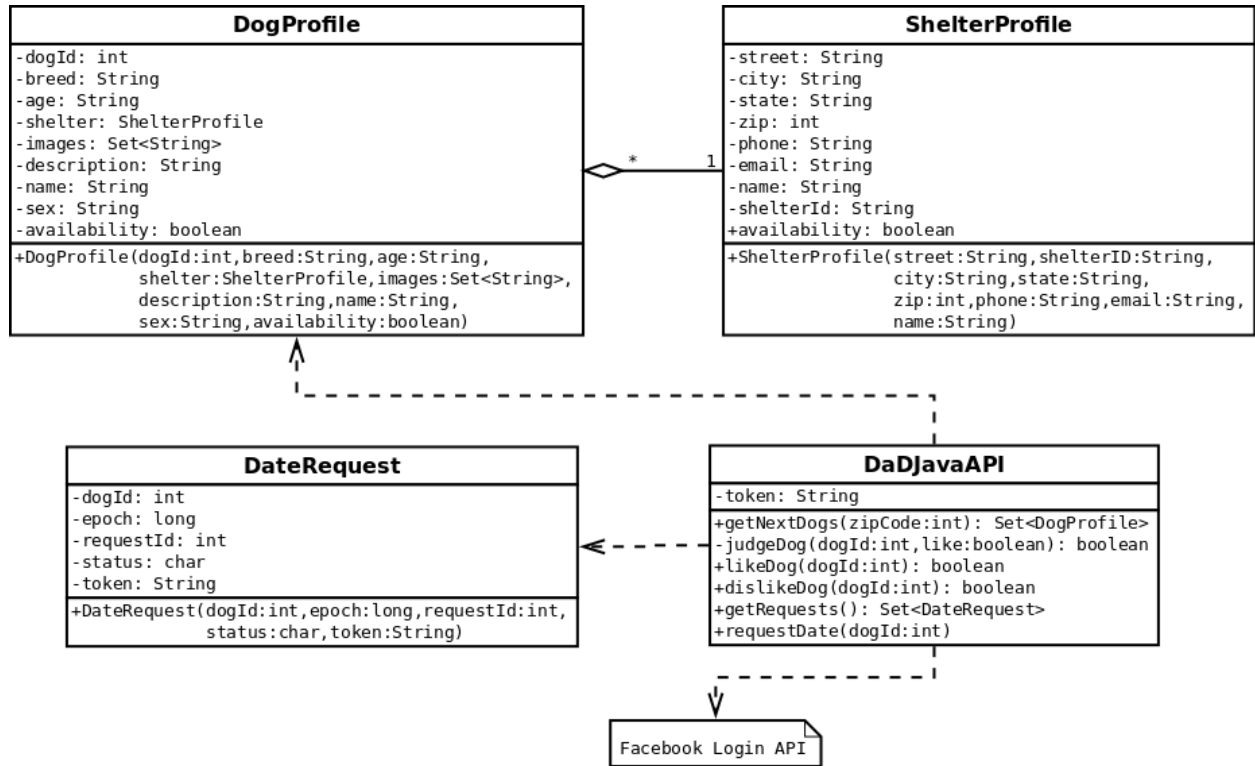 DogProfile
-dogId: int
-breed: String
-age: String
-shelter: ShelterProfile
-images: Set<String>
-description: String
-name: String
-sex: String
-availability: boolean
+DogProfile(dogId:int,breed:String,age:String,
shelter:ShelterProfile,images:Set<String>,
description:String,name:String,
sex:String,availability:boolean)
* 1
ShelterProfile
-street: String
-city: String
-state: String
-zip: int
-phone: String
-email: String
-name: String
-shelterId: String
+availability: boolean
+ShelterProfile(street:String,shelterID:String,
city:String,state:String,
zip:int,phone:String,email:String,
name:String)
DateRequest
-dogId: int
-epoch: long
-requestId: int
-status: char
-token: String
+DateRequest(dogId:int,epoch:long,requestId:int,
status:char,token:String)
DaDJavaAPI
-token: String
+getNextDogs(zipCode:int): Set<DogProfile>
-judgeDog(dogId:int,like:boolean): boolean
+likeDog(dogId:int): boolean
+dislikeDog(dogId:int): boolean
+getRequests(): Set<DateRequest>
+requestDate(dogId:int)
Facebook Login API